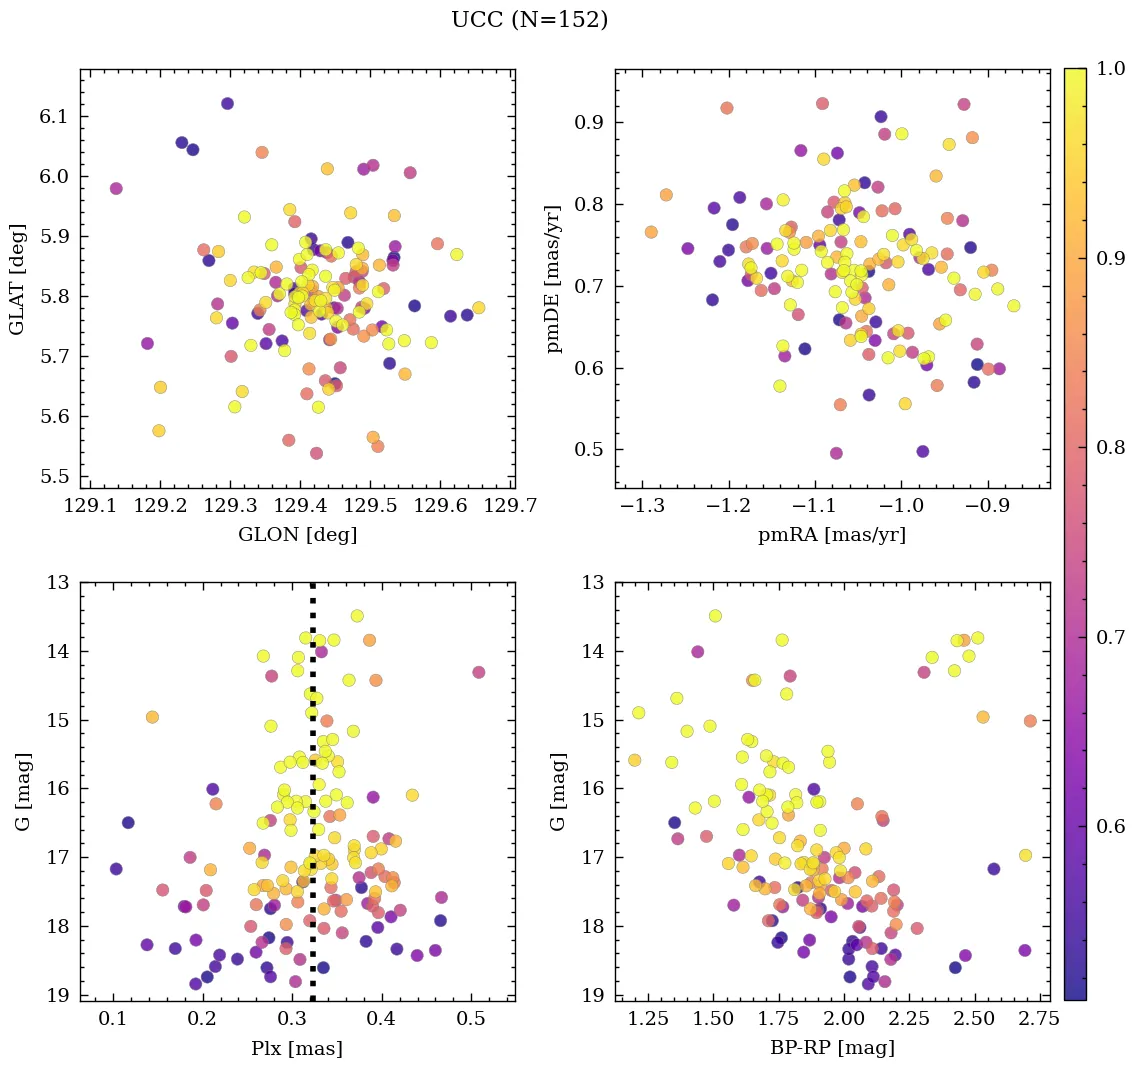 UCC (N=152)
6.1
6.0
5.9
5.8
5.7
5.6
5.5
GLAT [deg]
129.1 129.2 129.3 129.4 129.5 129.6 129.7
GLON [deg]
0.9
0.8
0.7
0.6
0.5
pmDE [mas/yr]
−1.3 −1.2 −1.1 −1.0 −0.9
pmRA [mas/yr]
1.0
0.9
0.8
0.7
0.6
13
14
15
16
17
18
19
G [mag]
0.1 0.2 0.3 0.4 0.5
Plx [mas]
13
14
15
16
17
18
19
G [mag]
1.25 1.50 1.75 2.00 2.25 2.50 2.75
BP-RP [mag]